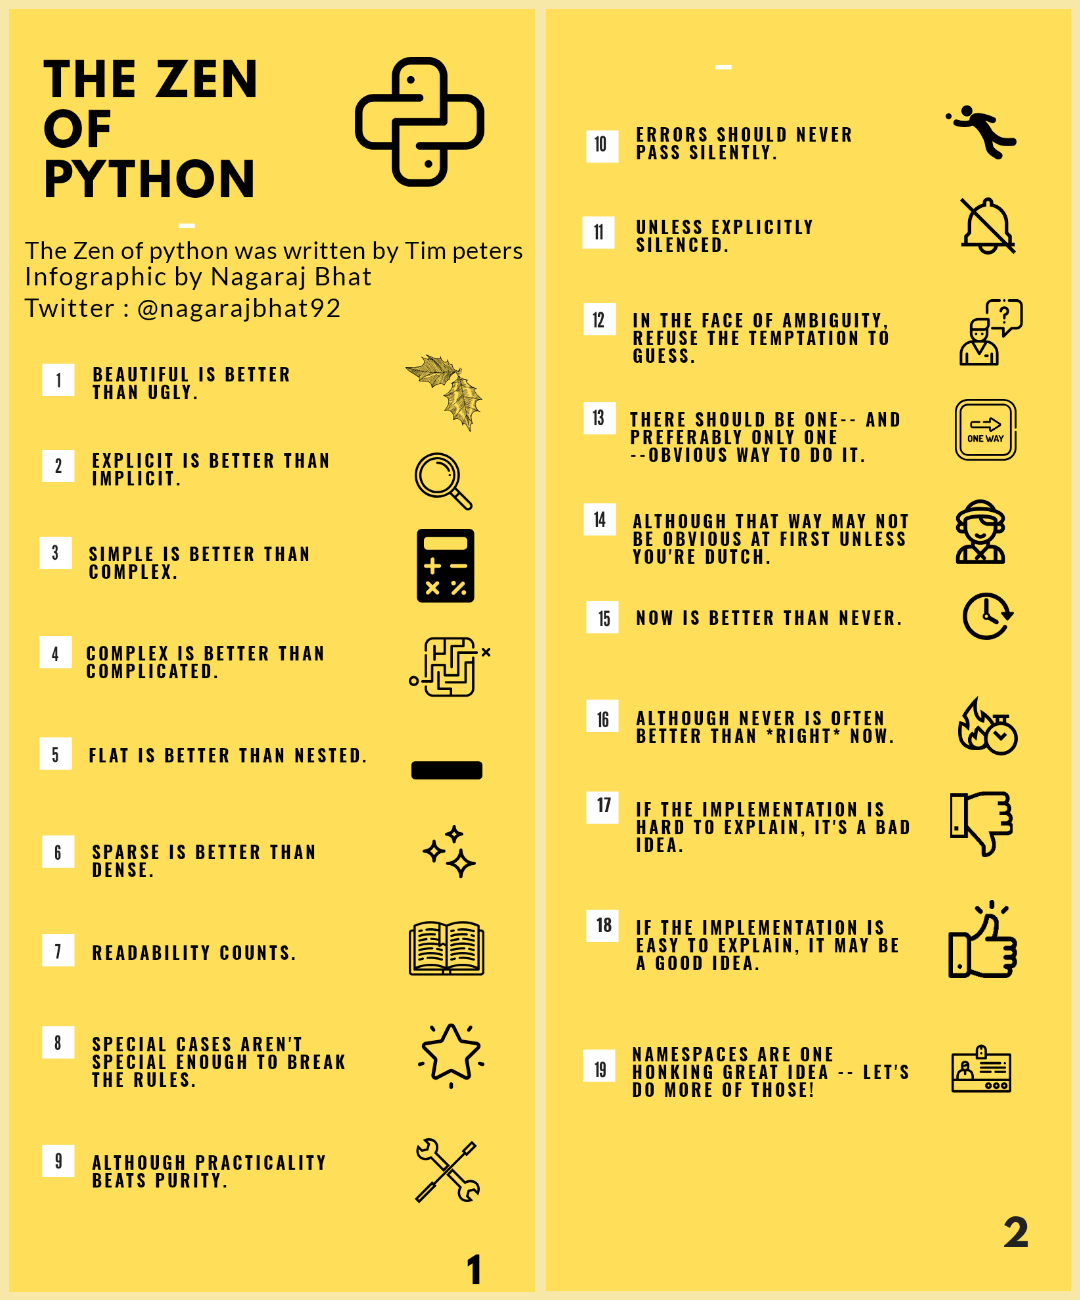 THE ZEN
OF
PYTHON
The Zen of python was written by Tim peters
Infographic by Nagaraj Bhat
Twitter : @nagarajbhat92
1
BEAUTIFUL IS BETTER
THAN UGLY.
2
EXPLICIT IS BETTER THAN
IMPLICIT.
3
SIMPLE IS BETTER THAN
COMPLEX.
4
COMPLEX IS BETTER THAN
COMPLICATED.
5
FLAT IS BETTER THAN NESTED.
6
SPARSE IS BETTER THAN
DENSE.
7
READABILITY COUNTS.
8
SPECIAL CASES AREN'T
SPECIAL ENOUGH TO BREAK
THE RULES.
9
ALTHOUGH PRACTICALITY
BEATS PURITY.
1
10
ERRORS SHOULD NEVER
PASS SILENTLY.
11
UNLESS EXPLICITLY
SILENCED.
12
IN THE FACE OF AMBIGUITY,
REFUSE THE TEMPTATION TO
GUESS.
?
13
THERE SHOULD BE ONE-- AND
PREFERABLY ONLY ONE
--OBVIOUS WAY TO DO IT.
ONE WAY
14
ALTHOUGH THAT WAY MAY NOT
BE OBVIOUS AT FIRST UNLESS
YOU'RE DUTCH.
15
NOW IS BETTER THAN NEVER.
16
ALTHOUGH NEVER IS OFTEN
BETTER THAN *RIGHT* NOW.
17
IF THE IMPLEMENTATION IS
HARD TO EXPLAIN, IT'S A BAD
IDEA.
18
IF THE IMPLEMENTATION IS
EASY TO EXPLAIN, IT MAY BE
A GOOD IDEA.
19
NAMESPACES ARE ONE
HONKING GREAT IDEA -- LET'S
DO MORE OF THOSE!
2